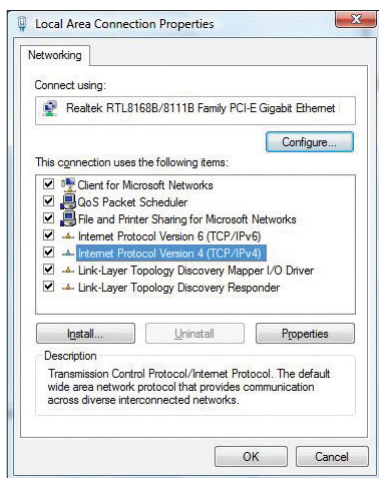 Local Area Connection Properties
Networking
Connect using:
Realtek RTL8168B/8111B Family PCI-E Gigabit Ethernet
Configure...
This connection uses the following items:
Client for Microsoft Networks
QoS Packet Scheduler
File and Printer Sharing for Microsoft Networks
Internet Protocol Version 6 (TCP/IPv6)
Internet Protocol Version 4 (TCP/IPv4)
Link-Layer Topology Discovery Mapper I/O Driver
Link-Layer Topology Discovery Responder
Install...
Uninstall
Properties
Description
Transmission Control Protocol/Internet Protocol. The default
wide area network protocol that provides communication
across diverse interconnected networks.
OK
Cancel